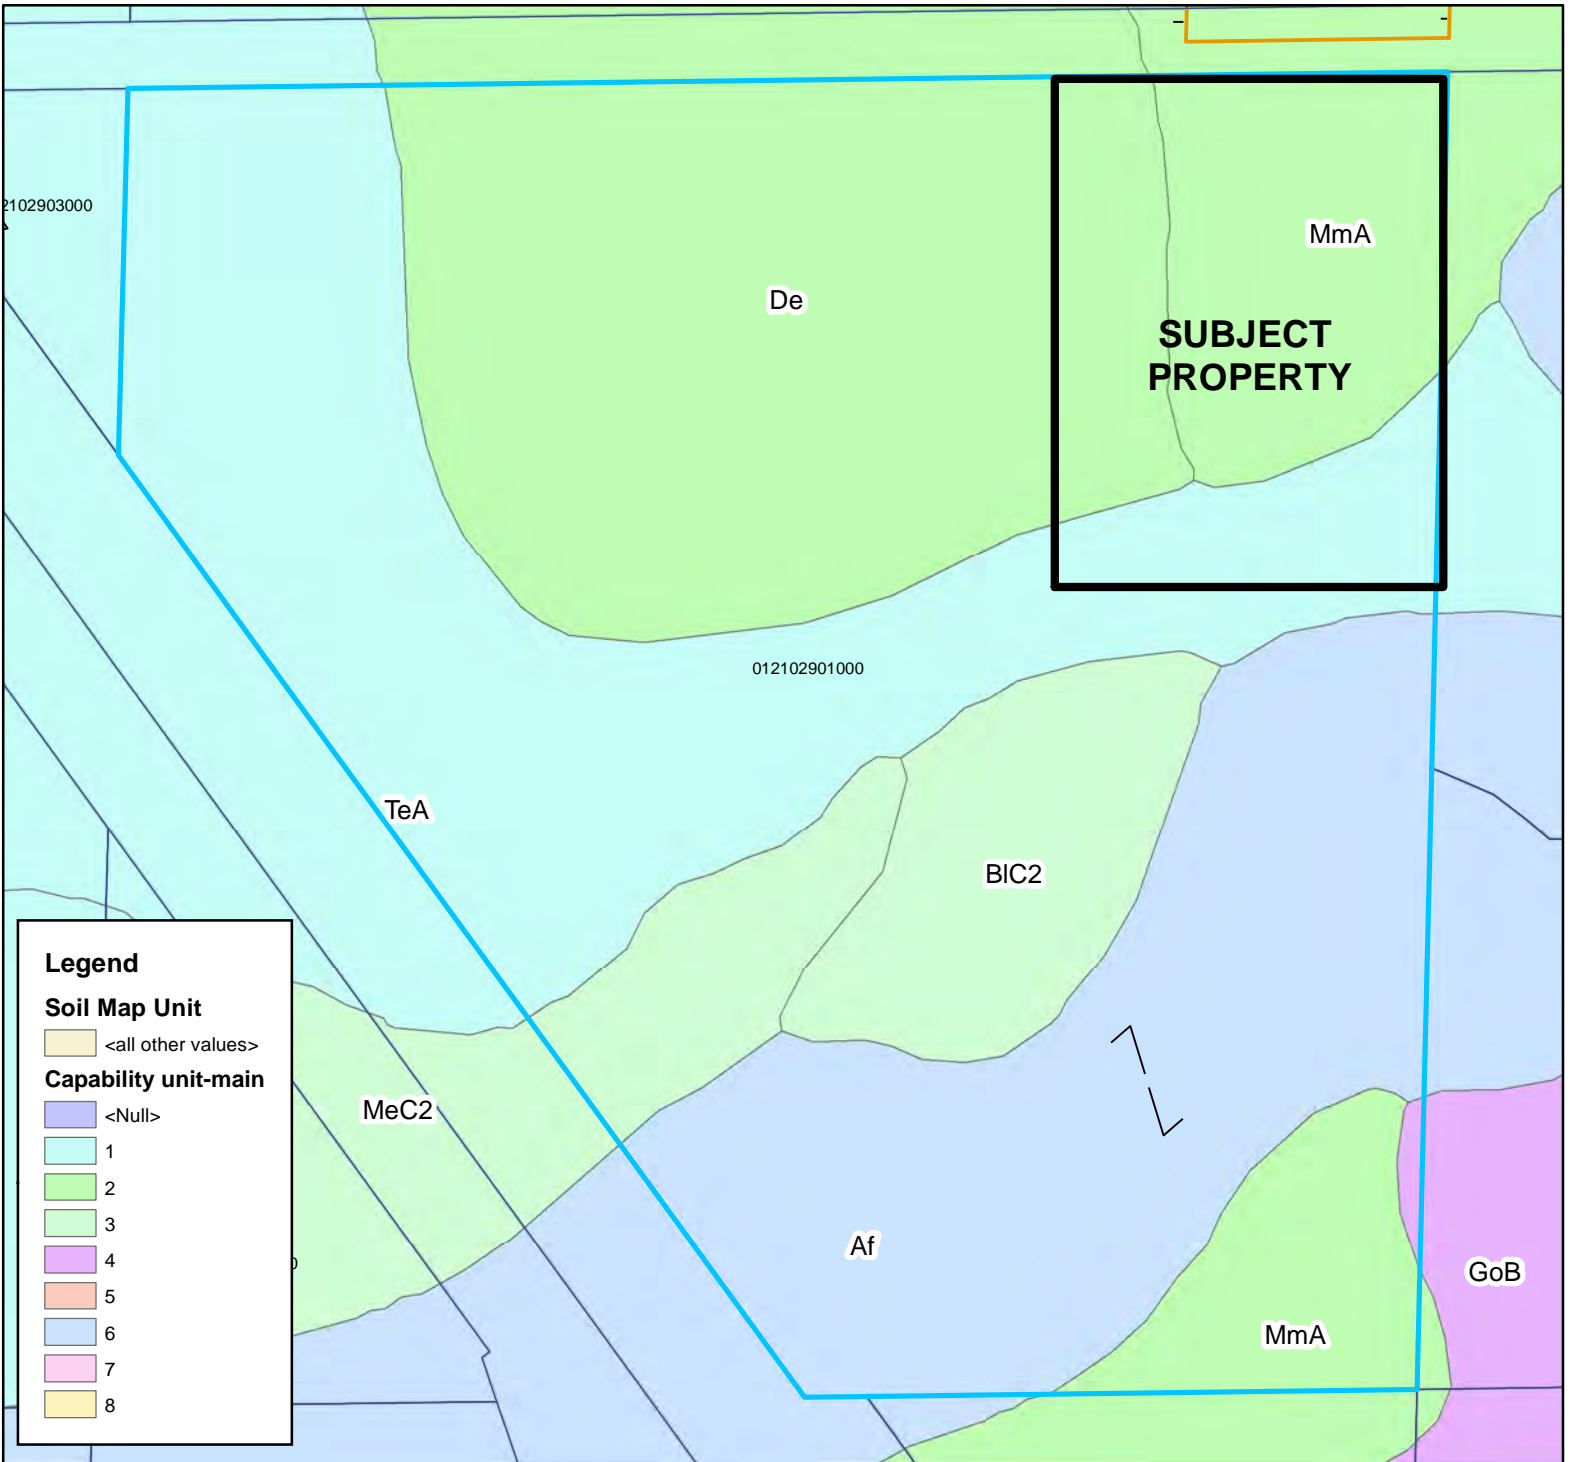 2102903000
MmA
De
SUBJECT
PROPERTY
012102901000
TeA
BlC2
MeC2
Af
GoB
MmA
Legend
Soil Map Unit
<all other values>
Capability unit-main
<Null>
1
2
3
4
5
6
7
8